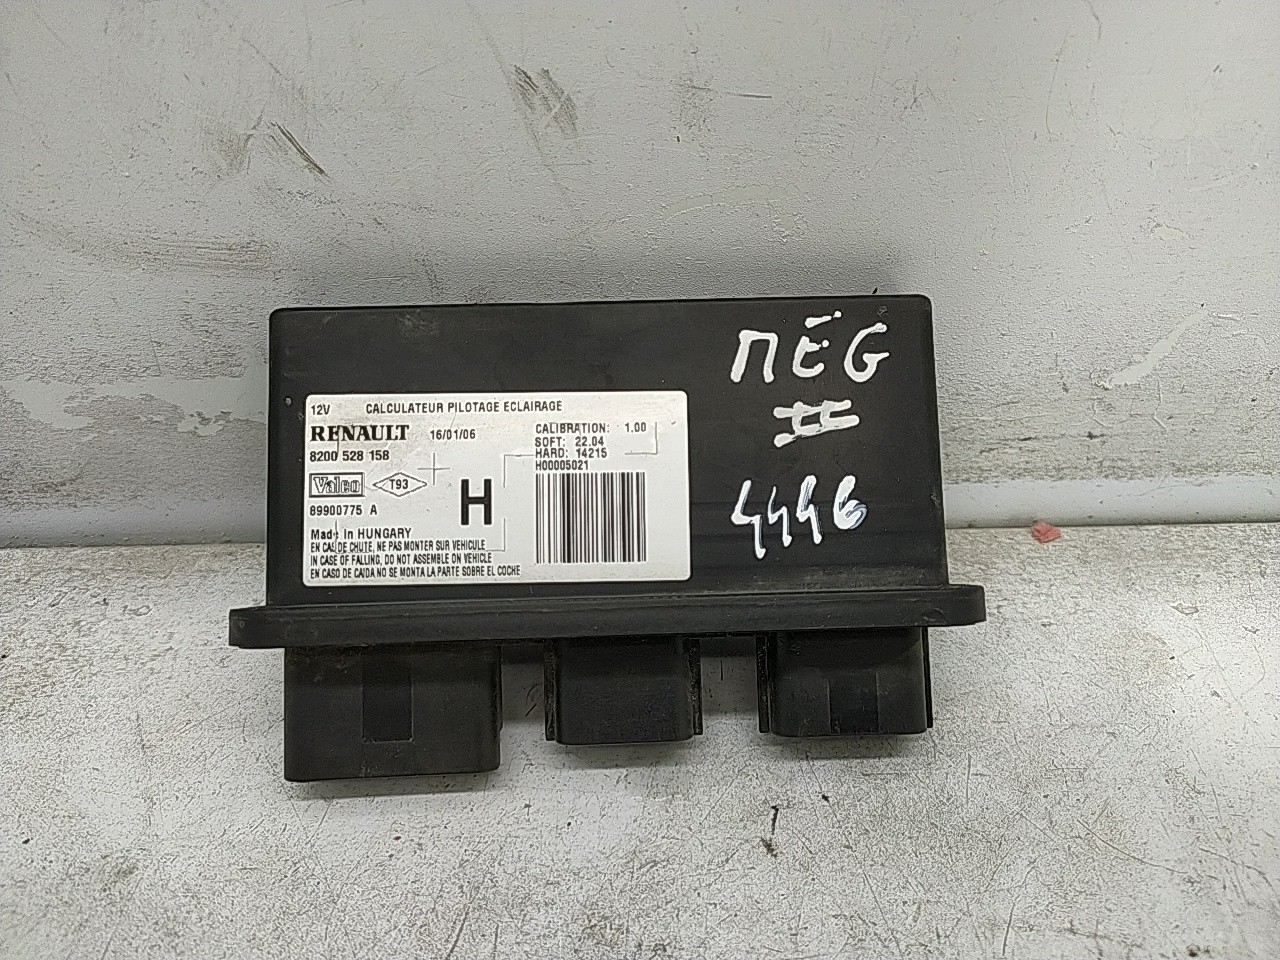 12V CALCULATEUR PILOTAGE ECLAIRAGE
RENAULT 16/01/06
8200 528 158
Valeo T93
89900775 A
H
CALIBRATION: 1.00
SOFT: 22.04
HARD: 14215
H00005021
Made In HUNGARY
EN CAS DE CHUTE, NE PAS MONTER SUR VEHICULE
IN CASE OF FALLING, DO NOT ASSEMBLE ON VEHICLE
EN CASO DE CAIDA NO SE MONTA LA PARTE SOBRE EL COCHE
MEG
II
4446